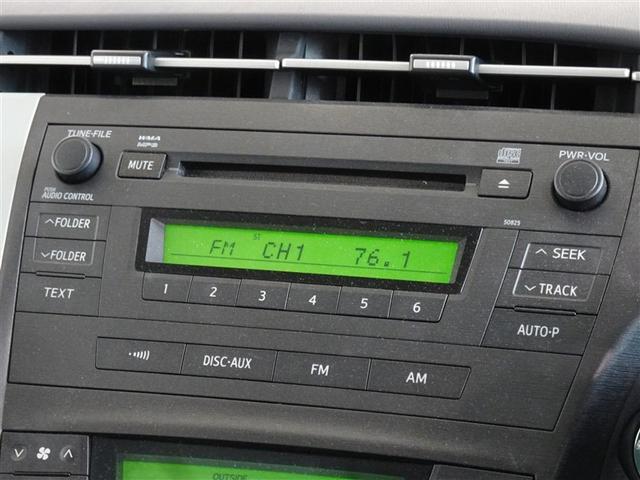 TUNE•FILE
WMA
MP3
MUTE
PWR•VOL
PUSH
AUDIO CONTROL
50825
∧FOLDER
∨FOLDER
TEXT
ST
FM CH1 76.1
∧ SEEK
∨TRACK
1 2 3 4 5 6
AUTO•P
DISC•AUX
FM
AM
OUTSIDE